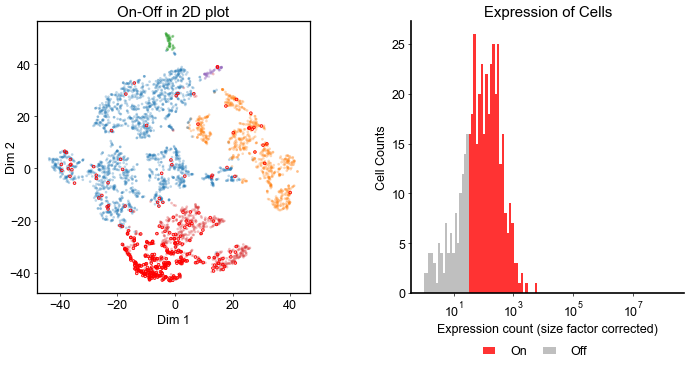 On-Off in 2D plot
40
20
0
−20
−40
Dim 2
−40 −20 0 20 40
Dim 1
Expression of Cells
25
20
15
10
5
0
Cell Counts
10^1 10^3 10^5 10^7
Expression count (size factor corrected)
On Off